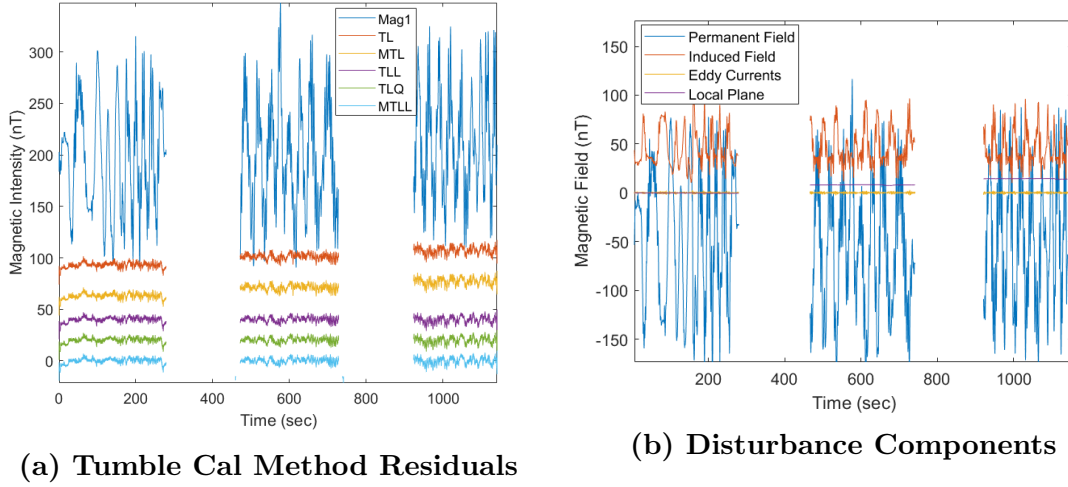 Magnetic Intensity (nT)
300
250
200
150
100
50
0
0 200 400 600 800 1000
Time (sec)
Mag1
TL
MTL
TLL
TLQ
MTLL
(a) Tumble Cal Method Residuals
Magnetic Field (nT)
150
100
50
0
-50
-100
-150
200 400 600 800 1000
Time (sec)
Permanent Field
Induced Field
Eddy Currents
Local Plane
(b) Disturbance Components